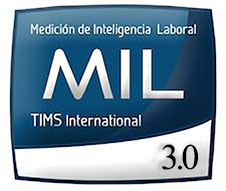 Medición de Inteligencia Laboral
MIL
TIMS International
3.0